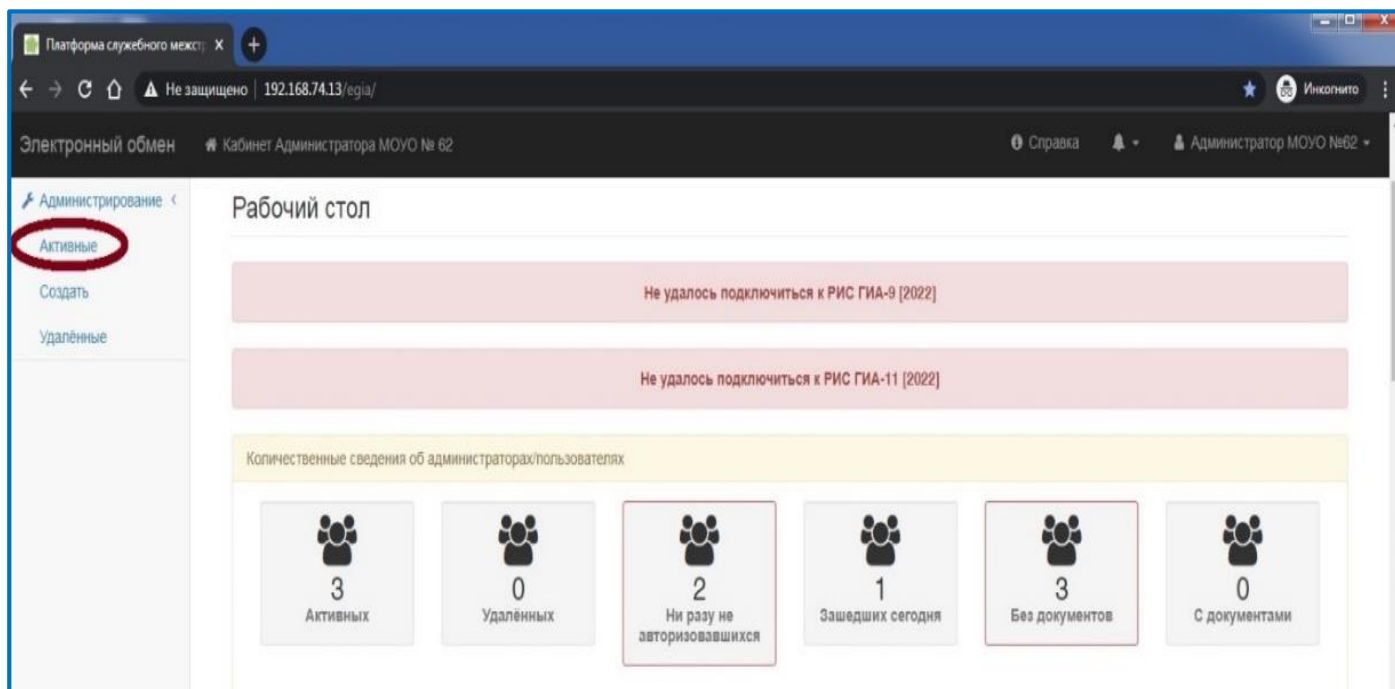 Платформа служебного межст
Не защищено 192.168.74.13/egia/ Инкогнито
Электронный обмен Кабинет Администратора МОУО № 62 Справка Администратор МОУО №62
Администрирование
Активные
Создать
Удалённые
Рабочий стол
Не удалось подключиться к РИС ГИА-9 [2022]
Не удалось подключиться к РИС ГИА-11 [2022]
Количественные сведения об администраторах/пользователях
3
Активных
0
Удалённых
2
Ни разу не
авторизовавшихся
1
Зашедших сегодня
3
Без документов
0
С документами